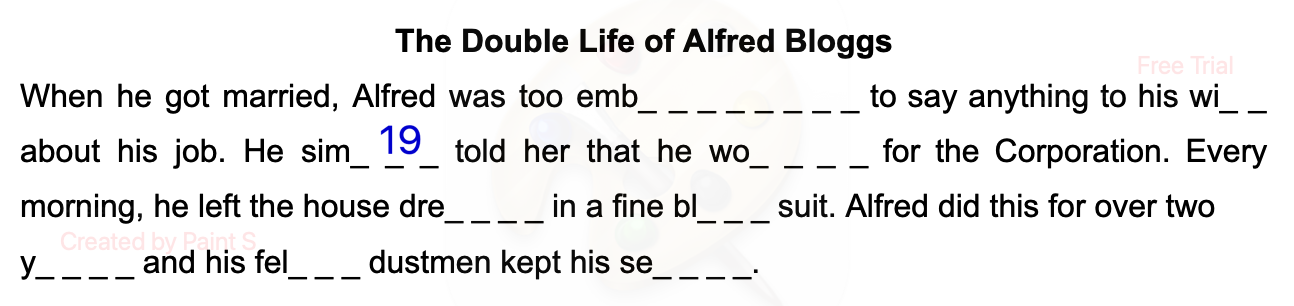 The Double Life of Alfred Bloggs
Free Trial
When he got married, Alfred was too emb_ _ _ _ _ _ _ _ to say anything to his wi_ _
about his job. He sim_ _ _ told her that he wo_ _ _ _ for the Corporation. Every
19
morning, he left the house dre_ _ _ _ in a fine bl_ _ _ suit. Alfred did this for over two
Created by Paint S
y_ _ _ _ and his fel_ _ _ dustmen kept his se_ _ _ _.